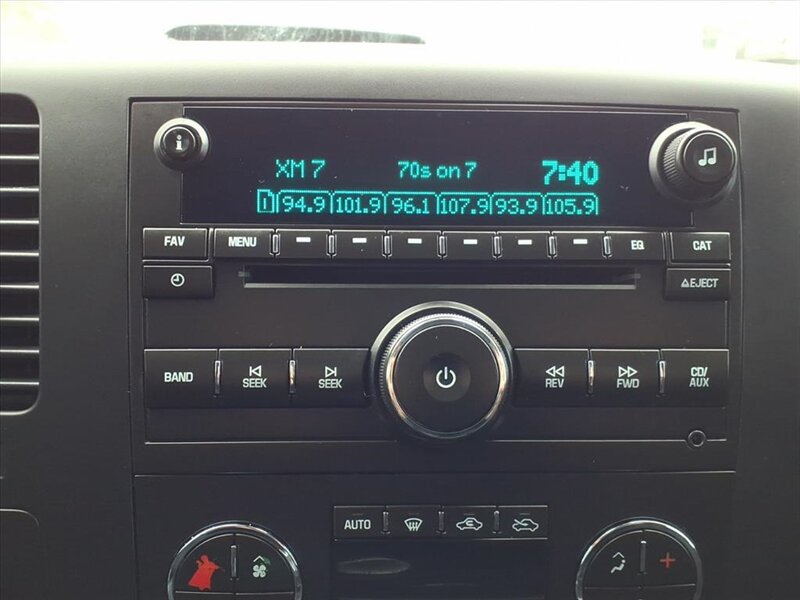 XM 7 70s on 7 7:40
1 94.9 101.9 96.1 107.9 93.9 105.9
FAV MENU EQ CAT
EJECT
BAND SEEK SEEK REV FWD CD/
AUX
AUTO